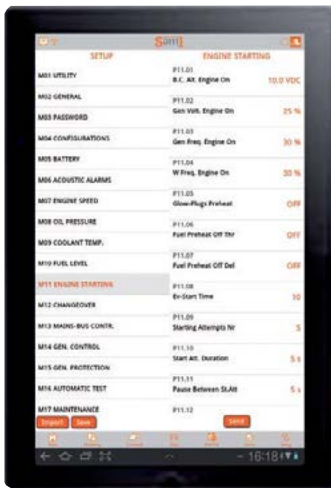 Sam1
SETUP
ENGINE STARTING
M01 UTILITY
M02 GENERAL
M03 PASSWORD
M04 CONFIGURATIONS
M05 BATTERY
M06 ACOUSTIC ALARMS
M07 ENGINE SPEED
M08 OIL PRESSURE
M09 COOLANT TEMP.
M10 FUEL LEVEL
M11 ENGINE STARTING
M12 CHANGEOVER
M13 MAINS-BUS CONTR.
M14 GEN. CONTROL
M15 GEN. PROTECTION
M16 AUTOMATIC TEST
M17 MAINTENANCE
P11.01
B.C. Alt. Engine On 10.0 VDC
P11.02
Gen Volt. Engine On 25 %
P11.03
Gen Freq. Engine On 30 %
P11.04
W Freq. Engine On 30 %
P11.05
Glow-Plugs Preheat OFF
P11.06
Fuel Preheat Off Thr OFF
P11.07
Fuel Preheat Off Del OFF
P11.08
Ev-Start Time 10
P11.09
Starting Attempts Nr 5
P11.10
Start Att. Duration 5 s
P11.11
Pause Between St.Att 5 s
P11.12
Import Save Send
16:18